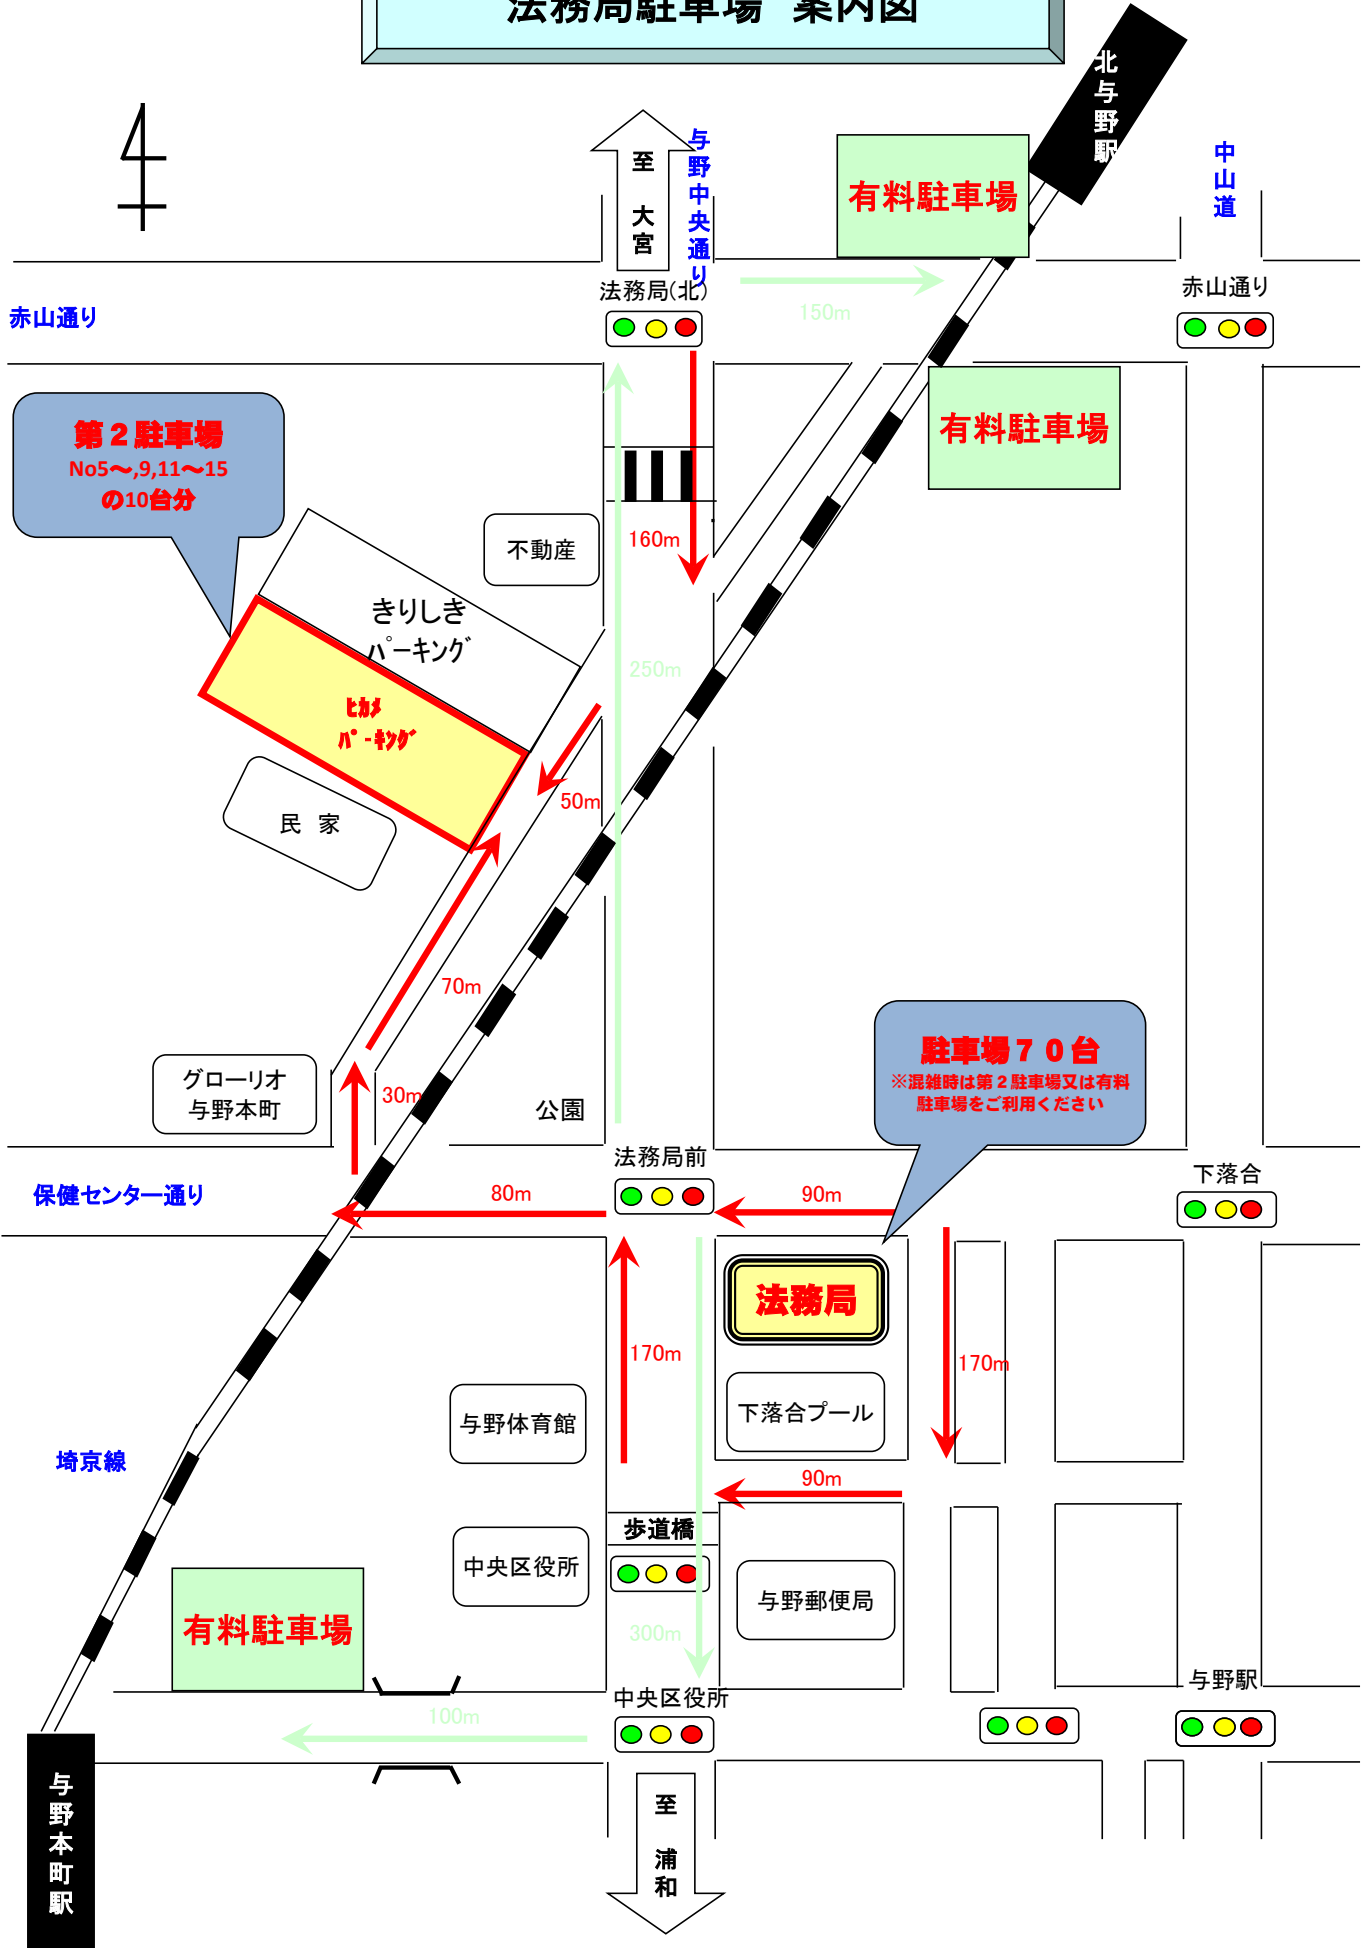 法務局駐車場 案内図
北与野駅
至 大宮
与野中央通り
中山道
有料駐車場
法務局(北)
150m
赤山通り
赤山通り
有料駐車場
第2駐車場
No5～,9,11～15
の10台分
不動産
160m
きりしき
パーキング
250m
ヒカメ
パーキング
50m
民 家
70m
グローリオ
与野本町
30m
公園
駐車場70台
※混雑時は第2駐車場又は有料
駐車場をご利用ください
法務局前
下落合
保健センター通り
80m
90m
法務局
170m
170m
下落合プール
与野体育館
埼京線
90m
歩道橋
中央区役所
与野郵便局
有料駐車場
300m
与野駅
中央区役所
100m
与野本町駅
至 浦和